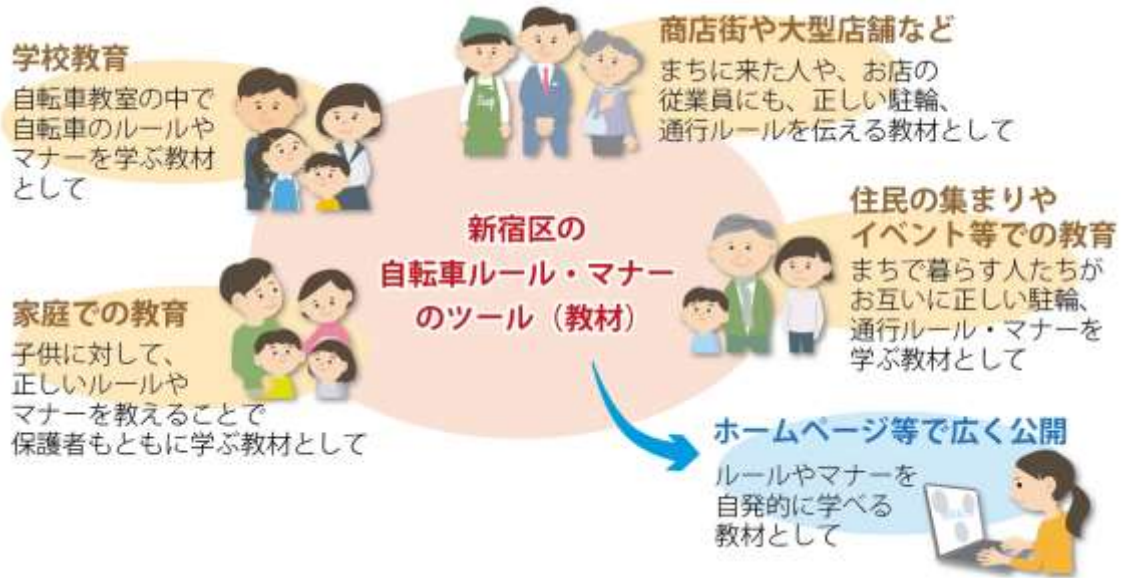 学校教育
自転車教室の中で
自転車のルールや
マナーを学ぶ教材
として
商店街や大型店舗など
まちに来た人や、お店の
従業員にも、正しい駐輪、
通行ルールを伝える教材として
新宿区の
自転車ルール・マナー
のツール（教材）
住民の集まりや
イベント等での教育
まちで暮らす人たちが
お互いに正しい駐輪、
通行ルール・マナーを
学ぶ教材として
家庭での教育
子供に対して、
正しいルールや
マナーを教えることで
保護者もともに学ぶ教材として
ホームページ等で広く公開
ルールやマナーを
自発的に学べる
教材として